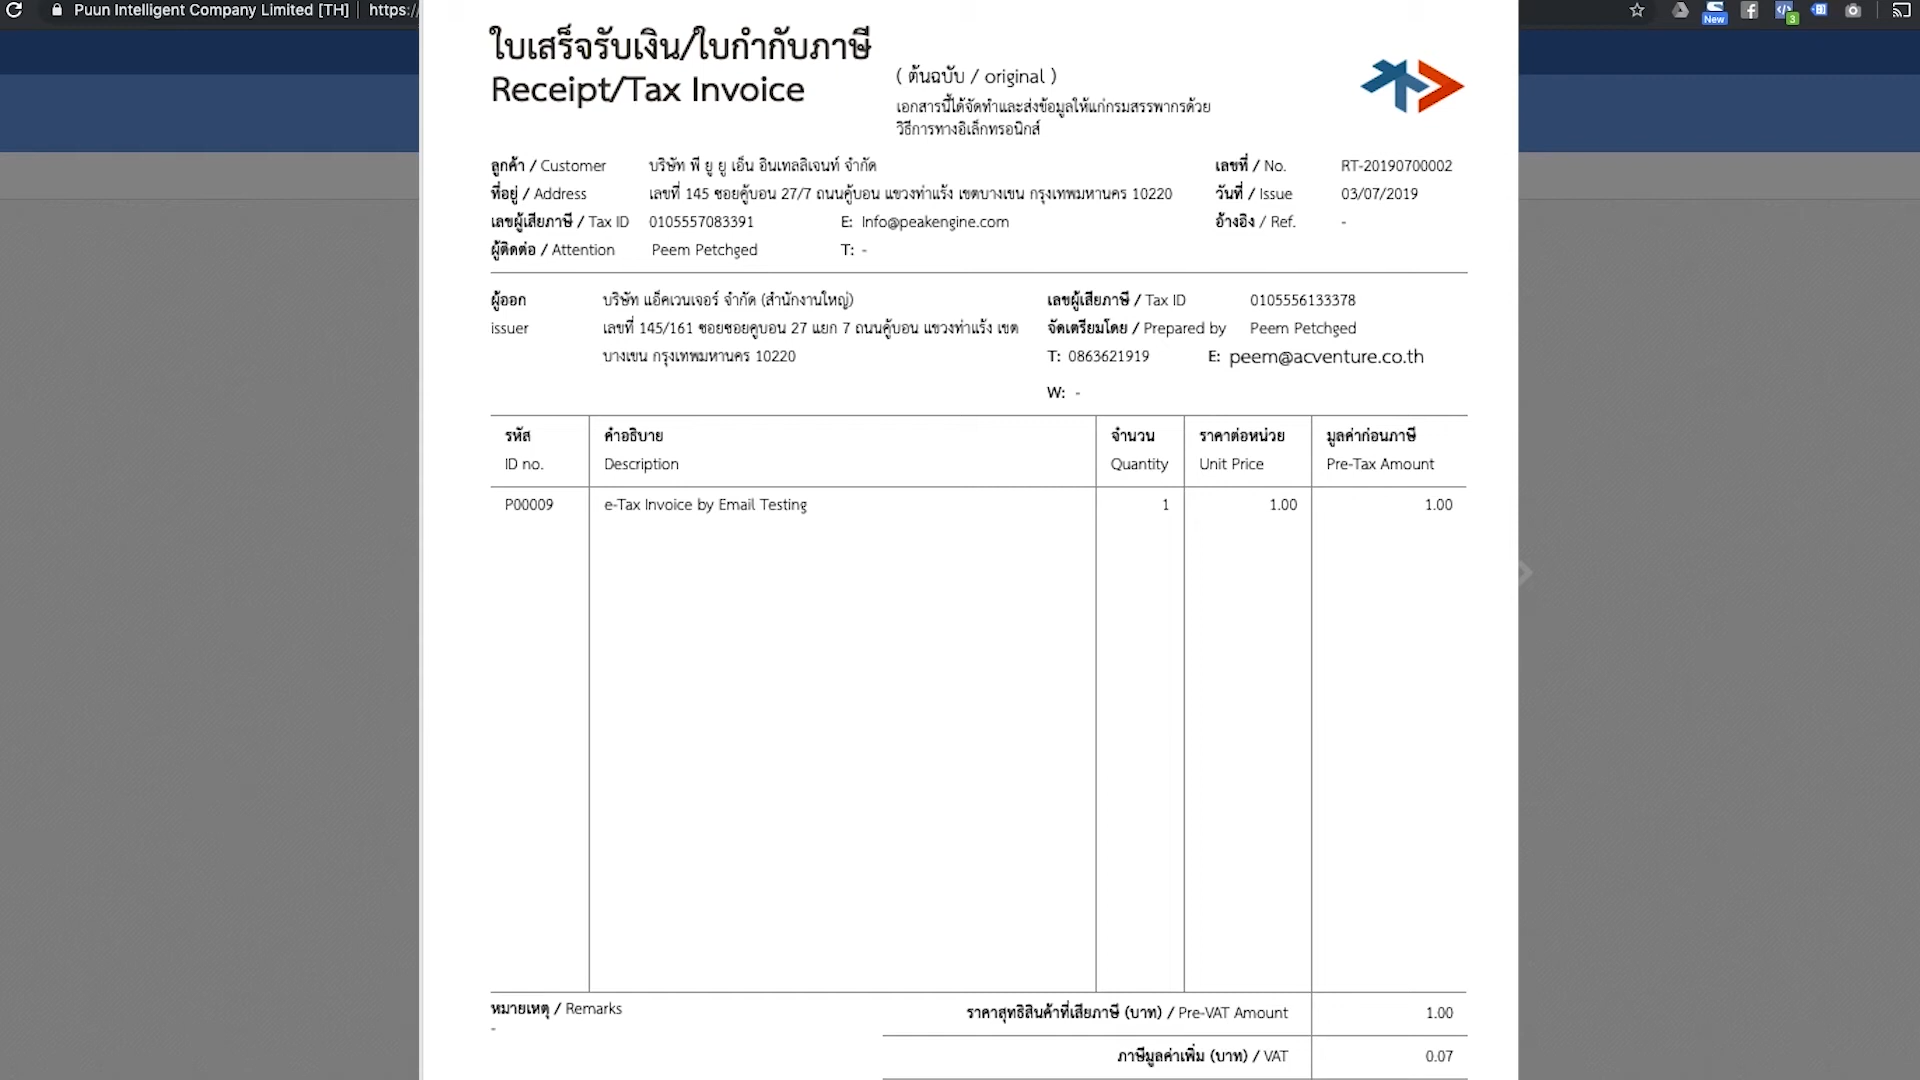 Puun Intelligent Company Limited [TH] | https:/
New
3
ใบเสร็จรับเงิน/ใบกำกับภาษี
Receipt/Tax Invoice
( ต้นฉบับ / original )
เอกสารนี้ได้จัดทำและส่งข้อมูลให้แก่กรมสรรพากรด้วย
วิธีการทางอิเล็กทรอนิกส์
ลูกค้า / Customer บริษัท พี ยู ยู เอ็น อินเทลลิเจนท์ จำกัด เลขที่ / No. RT-20190700002
ที่อยู่ / Address เลขที่ 145 ซอยคู้บอน 27/7 ถนนคู้บอน แขวงท่าแร้ง เขตบางเขน กรุงเทพมหานคร 10220 วันที่ / Issue 03/07/2019
เลขผู้เสียภาษี / Tax ID 0105557083391 E: Info@peakengine.com อ้างอิง / Ref. -
ผู้ติดต่อ / Attention Peem Petchged T: -
ผู้ออก บริษัท แอ็คเวนเจอร์ จำกัด (สำนักงานใหญ่) เลขผู้เสียภาษี / Tax ID 0105556133378
issuer เลขที่ 145/161 ซอยซอยคูบอน 27 แยก 7 ถนนคู้บอน แขวงท่าแร้ง เขต จัดเตรียมโดย / Prepared by Peem Petchged
บางเขน กรุงเทพมหานคร 10220 T: 0863621919 E: peem@acventure.co.th
W: -
รหัส คำอธิบาย จำนวน ราคาต่อหน่วย มูลค่าก่อนภาษี
ID no. Description Quantity Unit Price Pre-Tax Amount
P00009 e-Tax Invoice by Email Testing 1 1.00 1.00
หมายเหตุ / Remarks ราคาสุทธิสินค้าที่เสียภาษี (บาท) / Pre-VAT Amount 1.00
-
ภาษีมูลค่าเพิ่ม (บาท) / VAT 0.07